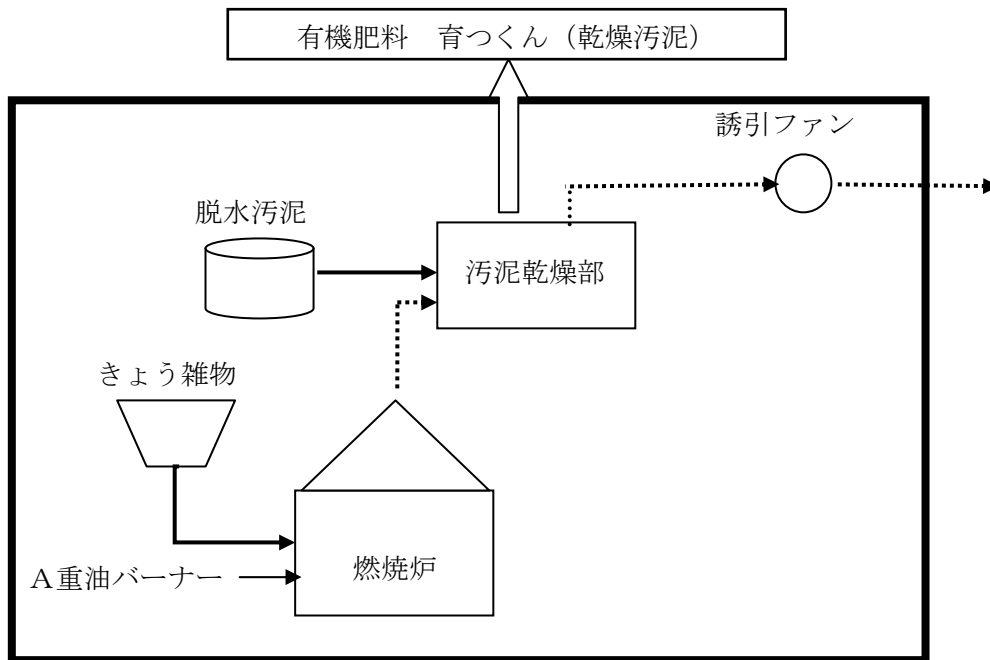 有機肥料　育つくん（乾燥汚泥）
誘引ファン
脱水汚泥
汚泥乾燥部
きょう雑物
燃焼炉
Ａ重油バーナー